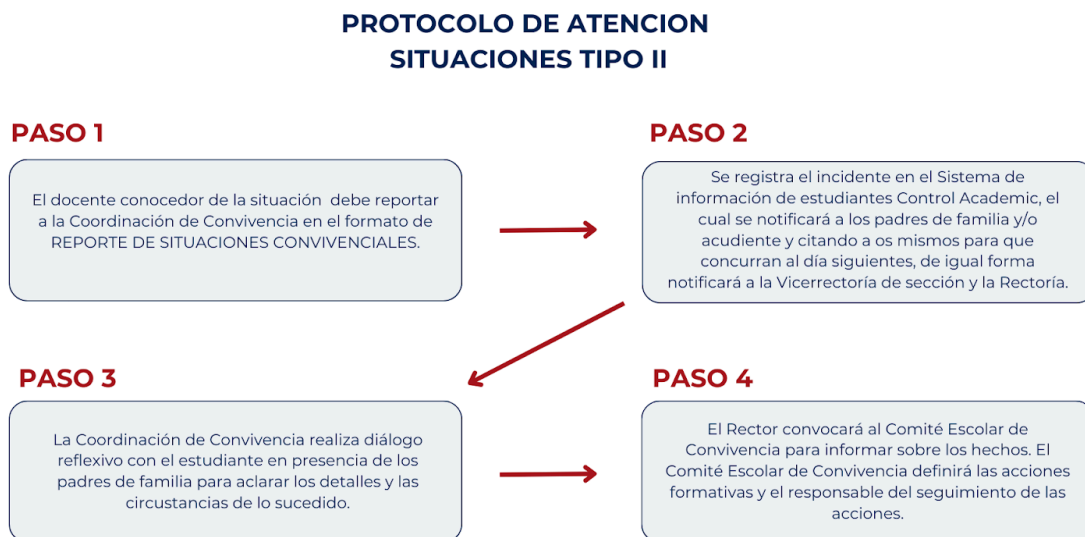 PROTOCOLO DE ATENCION
SITUACIONES TIPO II
PASO 1
El docente conocedor de la situación debe reportar
a la Coordinación de Convivencia en el formato de
REPORTE DE SITUACIONES CONVIVENCIALES.
PASO 2
Se registra el incidente en el Sistema de
información de estudiantes Control Academic, el
cual se notificará a los padres de familia y/o
acudiente y citando a os mismos para que
concurran al día siguientes, de igual forma
notificará a la Vicerrectoría de sección y la Rectoría.
PASO 3
La Coordinación de Convivencia realiza diálogo
reflexivo con el estudiante en presencia de los
padres de familia para aclarar los detalles y las
circustancias de lo sucedido.
PASO 4
El Rector convocará al Comité Escolar de
Convivencia para informar sobre los hechos. El
Comité Escolar de Convivencia definirá las acciones
formativas y el responsable del seguimiento de las
acciones.